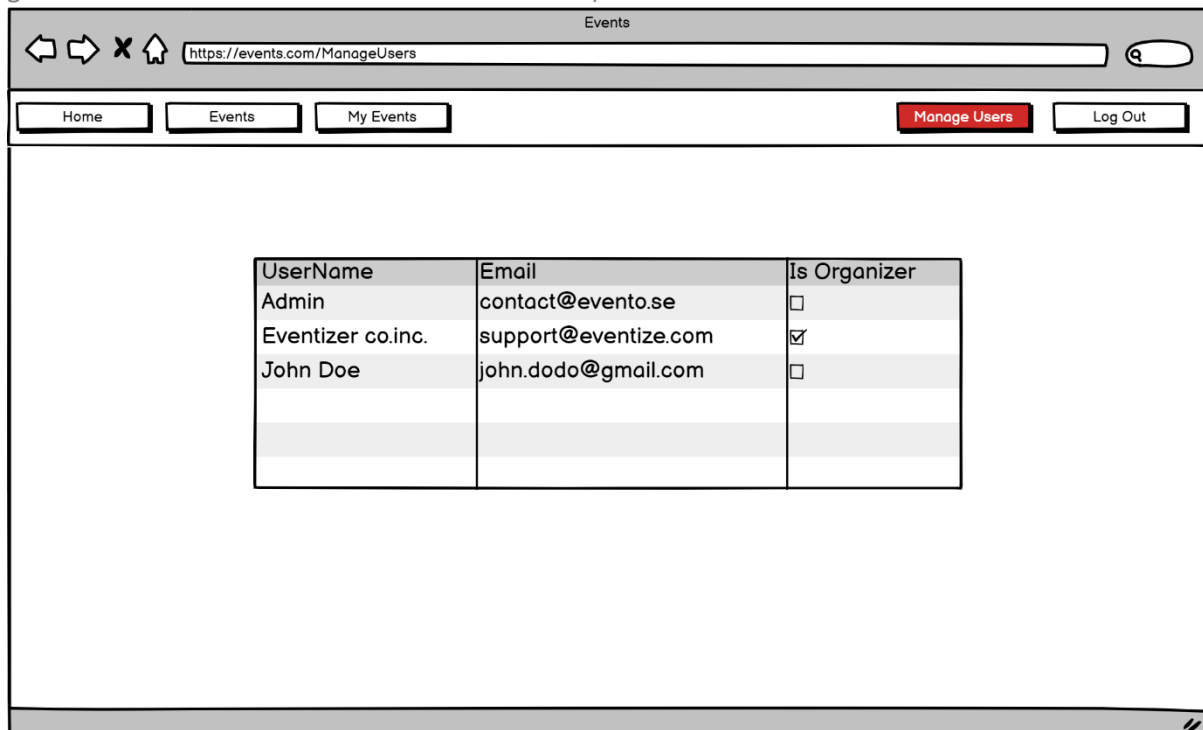 Events
https://events.com/ManageUsers
Home Events My Events Manage Users Log Out
UserName Email Is Organizer
Admin contact@evento.se
Eventizer co.inc. support@eventize.com
John Doe john.dodo@gmail.com